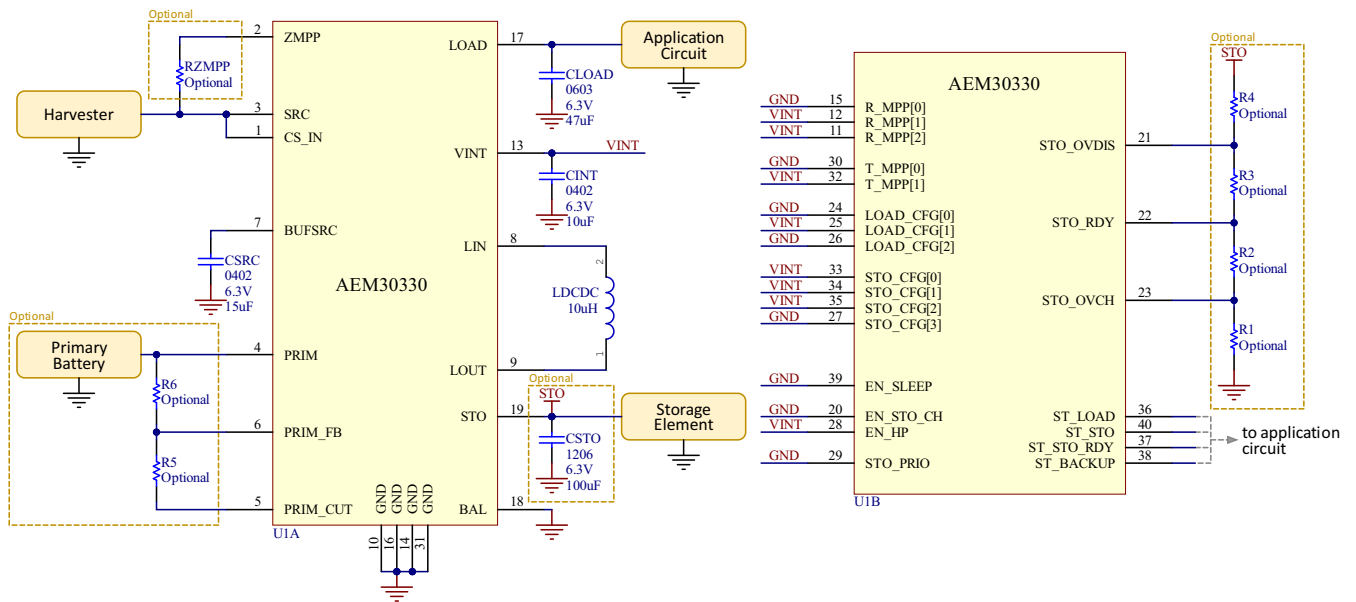 Optional
2
ZMPP
RZMPP
Optional
Harvester
3
SRC
1
CS_IN
7
BUFSRC
CSRC
0402
6.3V
15uF
AEM30330
Optional
Primary
Battery
4
PRIM
R6
Optional
6
PRIM_FB
R5
Optional
5
PRIM_CUT
U1A
GND
GND
GND
GND
10
16
14
31
LOAD
17
Application
Circuit
CLOAD
0603
6.3V
47uF
VINT
13
VINT
CINT
0402
6.3V
10uF
LIN
8
2
LDCDC
10uH
1
LOUT
9
Optional
STO
STO
19
Storage
Element
CSTO
1206
6.3V
100uF
BAL
18
AEM30330
GND
15
R_MPP[0]
VINT
12
R_MPP[1]
VINT
11
R_MPP[2]
GND
30
T_MPP[0]
VINT
32
T_MPP[1]
GND
24
LOAD_CFG[0]
VINT
25
LOAD_CFG[1]
GND
26
LOAD_CFG[2]
VINT
33
STO_CFG[0]
VINT
34
STO_CFG[1]
VINT
35
STO_CFG[2]
GND
27
STO_CFG[3]
GND
39
EN_SLEEP
GND
20
EN_STO_CH
VINT
28
EN_HP
GND
29
STO_PRIO
U1B
Optional
STO
R4
Optional
STO_OVDIS
21
R3
Optional
STO_RDY
22
R2
Optional
STO_OVCH
23
R1
Optional
ST_LOAD
36
ST_STO
40
ST_STO_RDY
37
ST_BACKUP
38
to application
circuit